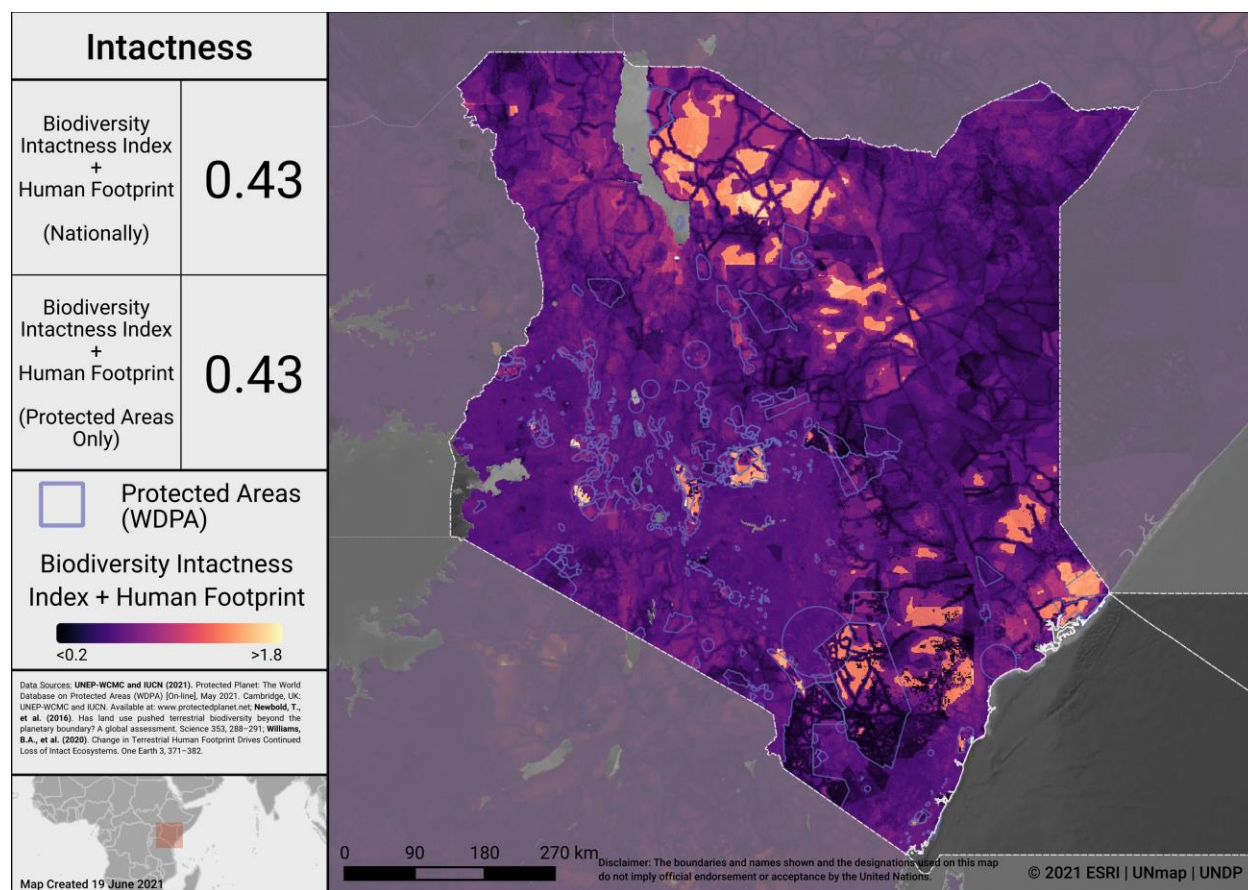 Intactness
Biodiversity
Intactness Index
+
Human Footprint
(Nationally)
0.43
Biodiversity
Intactness Index
+
Human Footprint
(Protected Areas
Only)
0.43
Protected Areas
(WDPA)
Biodiversity Intactness
Index + Human Footprint
<0.2
>1.8
Data Sources: UNEP-WCMC and IUCN (2021). Protected Planet: The World
Database on Protected Areas (WDPA) [On-line], May 2021. Cambridge, UK:
UNEP-WCMC and IUCN. Available at: www.protectedplanet.net; Newbold, T.,
et al. (2016). Has land use pushed terrestrial biodiversity beyond the
planetary boundary? A global assessment. Science 353, 288–291; Williams,
B.A., et al. (2020). Change in Terrestrial Human Footprint Drives Continued
Loss of Intact Ecosystems. One Earth 3, 371–382.
Map Created 19 June 2021
0 90 180 270 km
Disclaimer: The boundaries and names shown and the designations used on this map
do not imply official endorsement or acceptance by the United Nations.
© 2021 ESRI | UNmap | UNDP